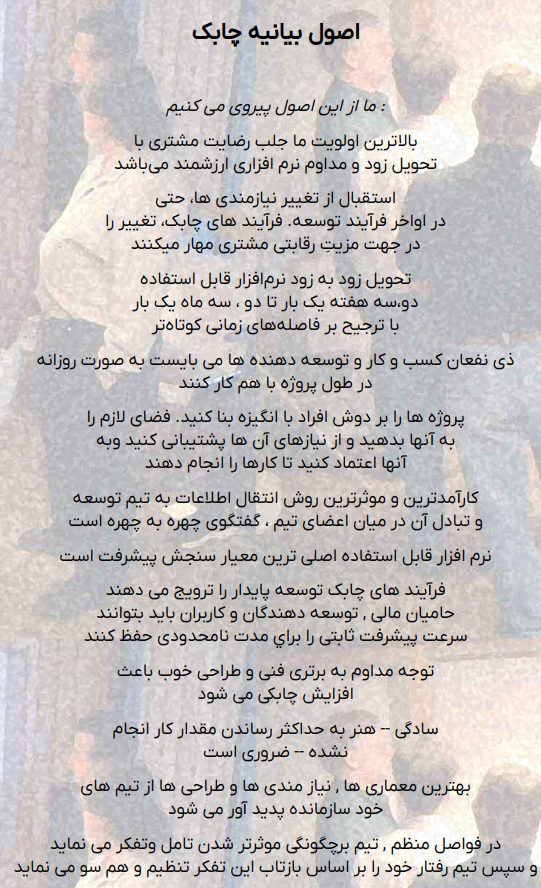 اصول بیانیه چابک
ما از این اصول پیروی می کنیم :
بالاترین اولویت ما جلب رضایت مشتری با
تحویل زود و مداوم نرم افزاری ارزشمند می‌باشد
استقبال از تغییر نیازمندی ها، حتی
در اواخر فرآیند توسعه. فرآیند های چابک، تغییر را
در جهت مزیتِ رقابتی مشتری مهار میکنند
تحویل زود به زود نرم‌افزار قابل استفاده
دو،سه هفته یک بار تا دو ، سه ماه یک بار
با ترجیح بر فاصله‌های زمانی کوتاه‌تر
ذی نفعان کسب و کار و توسعه دهنده ها می بایست به صورت روزانه
در طول پروژه با هم کار کنند
پروژه ها را بر دوش افراد با انگیزه بنا کنید. فضای لازم را
به آنها بدهید و از نیازهای آن ها پشتیبانی کنید وبه
آنها اعتماد کنید تا کارها را انجام دهند
کارآمدترین و موثرترین روش انتقال اطلاعات به تیم توسعه
و تبادل آن در میان اعضای تیم ، گفتگوی چهره به چهره است
نرم افزار قابل استفاده اصلی ترین معیار سنجش پیشرفت است
فرآیند های چابک توسعه پایدار را ترویج می دهند
حامیان مالی , توسعه دهندگان و کاربران باید بتوانند
سرعت پیشرفت ثابتی را براي مدت نامحدودی حفظ کنند
توجه مداوم به برتری فنی و طراحی خوب باعث
افزایش چابکی می شود
سادگی -- هنر به حداکثر رساندن مقدار کار انجام
نشده -- ضروری است
بهترین معماری ها , نیاز مندی ها و طراحی ها از تیم های
خود سازمانده پدید آور می شود
در فواصل منظم , تیم برچگونگی موثرتر شدن تامل وتفکر می نماید
و سپس تیم رفتار خود را بر اساس بازتاب این تفکر تنظیم و هم سو می نماید